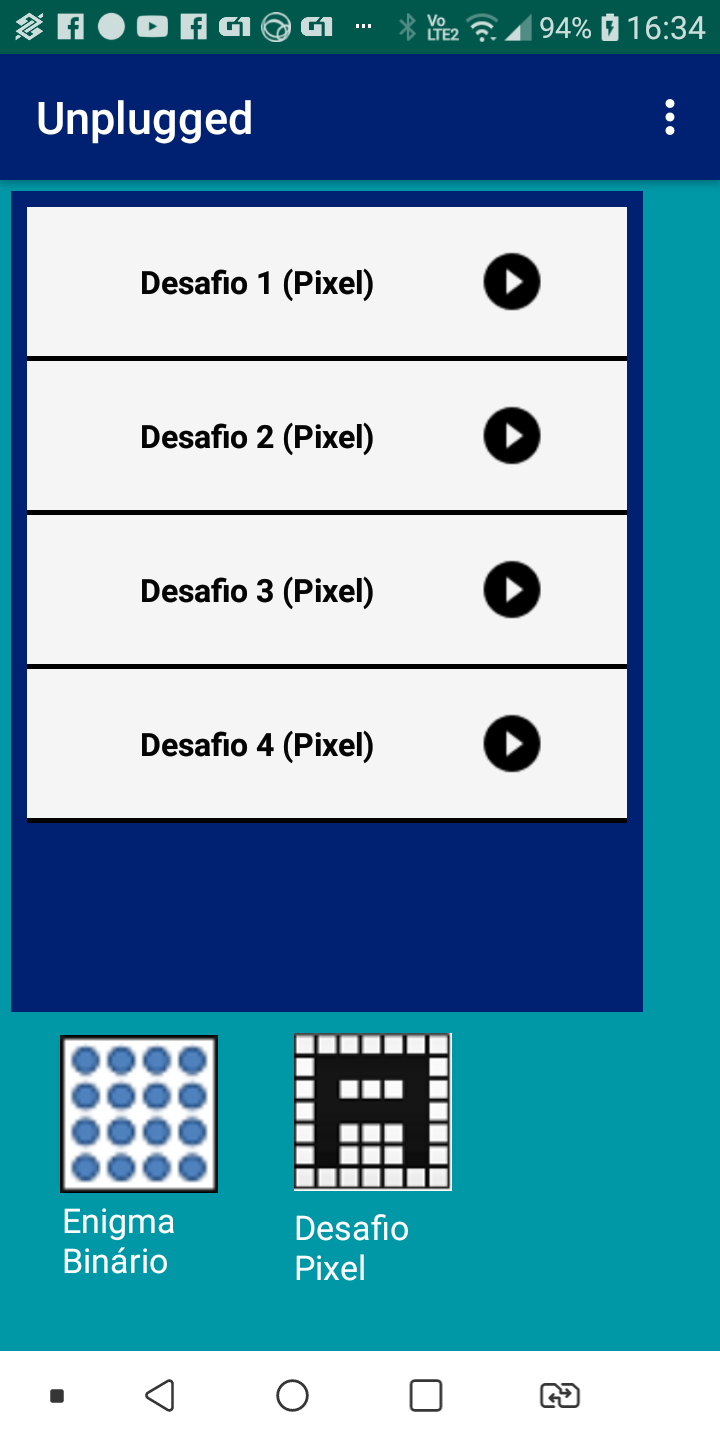 G1 G1 ... Vo LTE2 94% 16:34
Unplugged
Desafio 1 (Pixel)
Desafio 2 (Pixel)
Desafio 3 (Pixel)
Desafio 4 (Pixel)
Enigma
Binário
Desafio
Pixel